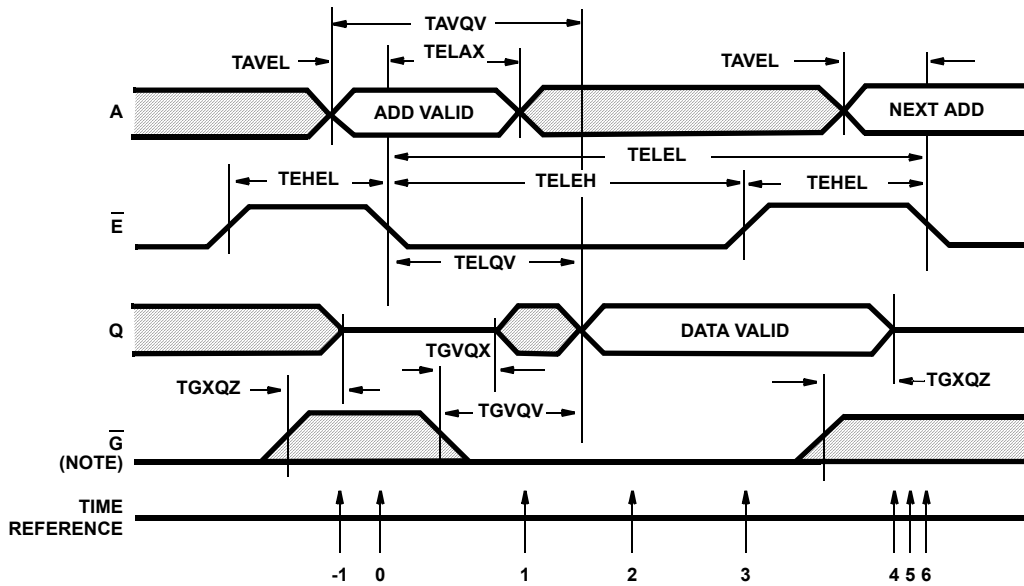 TAVQV
TAVEL TELAX TAVEL
A ADD VALID NEXT ADD
TELEL
TEHEL TELEH TEHEL
E
TELQV
Q DATA VALID
TGVQX
TGXQZ TGXQZ
TGVQV
G
(NOTE)
TIME
REFERENCE
-1 0 1 2 3 4 5 6